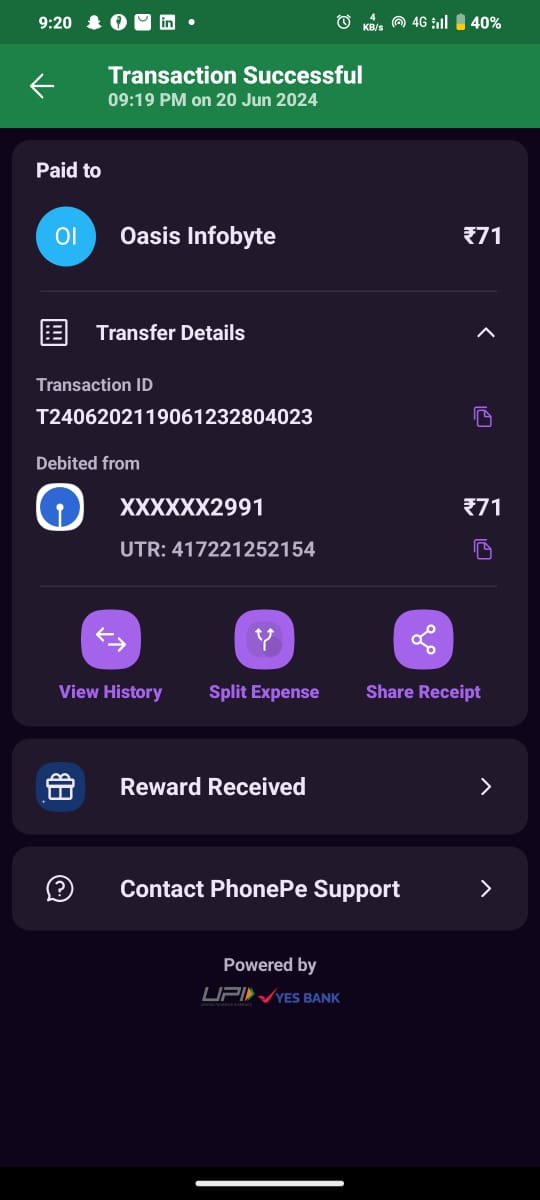 9:20
4
KB/s
4G
40%
Transaction Successful
09:19 PM on 20 Jun 2024
Paid to
OI
Oasis Infobyte
₹71
Transfer Details
Transaction ID
T2406202119061232804023
Debited from
XXXXXX2991
₹71
UTR: 417221252154
View History
Split Expense
Share Receipt
Reward Received
Contact PhonePe Support
Powered by
UPI YES BANK